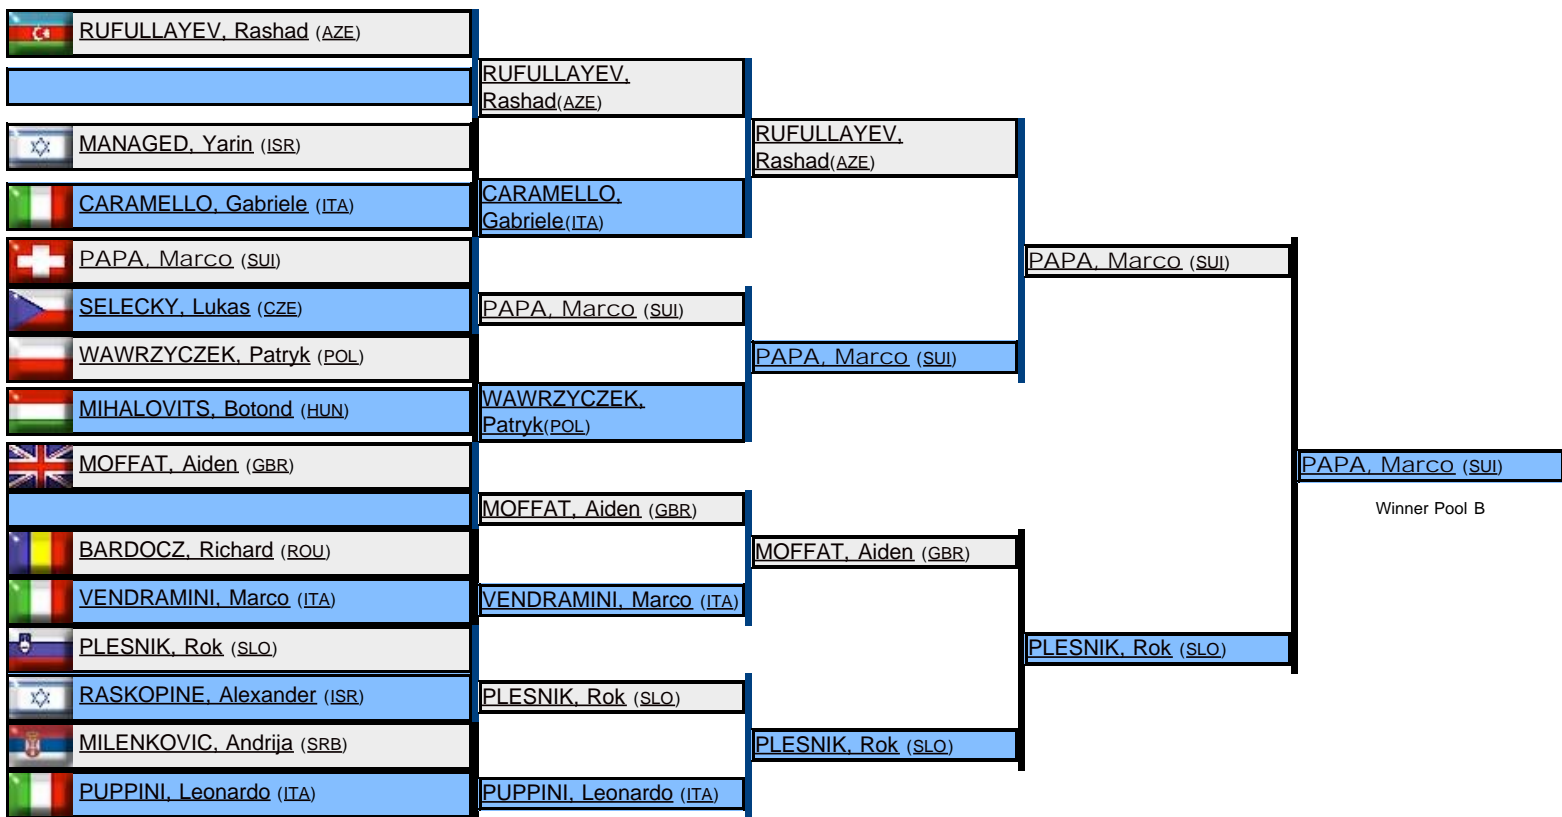 RUFULLAYEV, Rashad (AZE)
MANAGED, Yarin (ISR)
CARAMELLO, Gabriele (ITA)
PAPA, Marco (SUI)
SELECKY, Lukas (CZE)
WAWRZYCZEK, Patryk (POL)
MIHALOVITS, Botond (HUN)
MOFFAT, Aiden (GBR)
BARDOCZ, Richard (ROU)
VENDRAMINI, Marco (ITA)
PLESNIK, Rok (SLO)
RASKOPINE, Alexander (ISR)
MILENKOVIC, Andrija (SRB)
PUPPINI, Leonardo (ITA)
RUFULLAYEV,
Rashad(AZE)
CARAMELLO,
Gabriele(ITA)
PAPA, Marco (SUI)
WAWRZYCZEK,
Patryk(POL)
MOFFAT, Aiden (GBR)
VENDRAMINI, Marco (ITA)
PLESNIK, Rok (SLO)
PUPPINI, Leonardo (ITA)
RUFULLAYEV,
Rashad(AZE)
PAPA, Marco (SUI)
MOFFAT, Aiden (GBR)
PLESNIK, Rok (SLO)
PAPA, Marco (SUI)
PLESNIK, Rok (SLO)
PAPA, Marco (SUI)
Winner Pool B